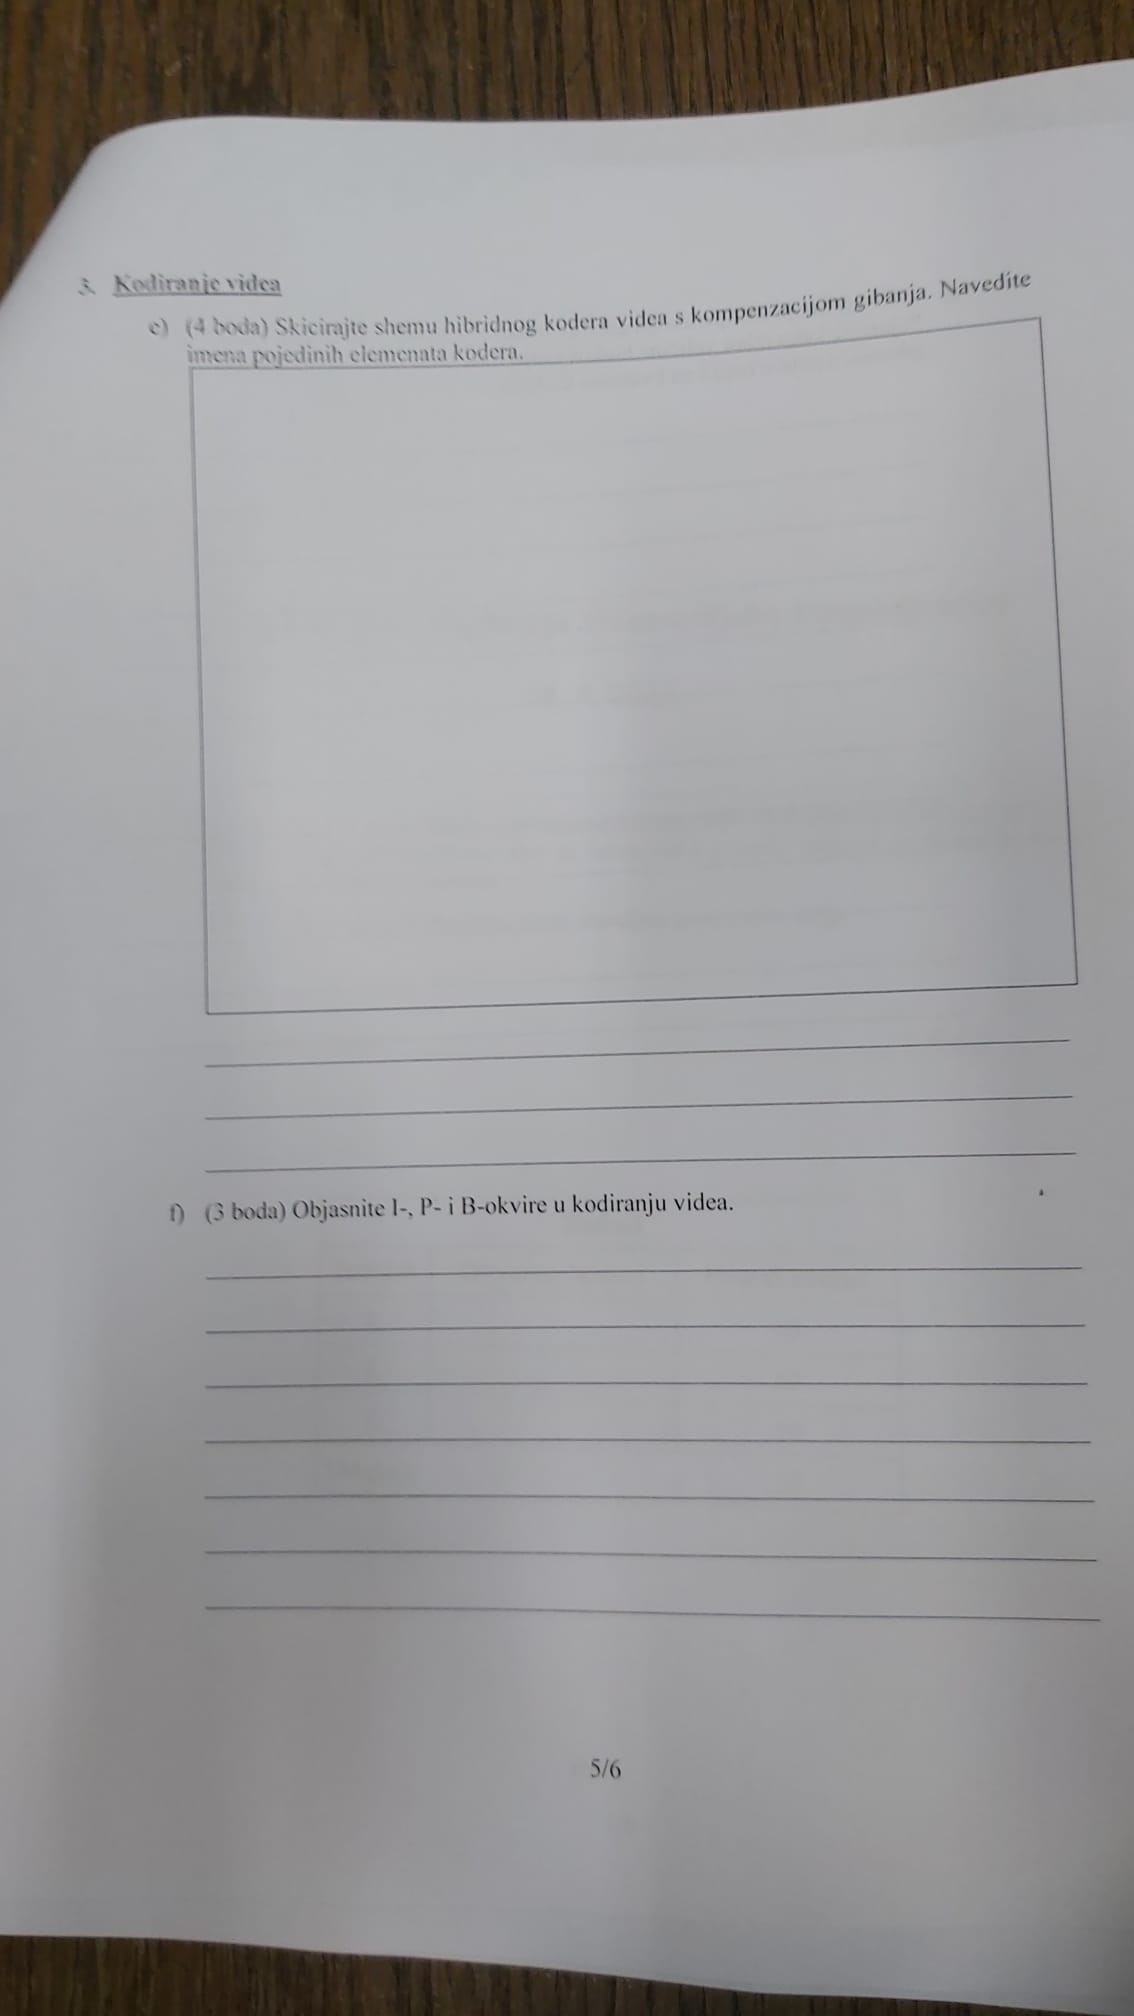 3. Kodiranje videa
e) (4 boda) Skicirajte shemu hibridnog kodera videa s kompenzacijom gibanja. Navedite
imena pojedinih elemenata kodera.
f) (3 boda) Objasnite I-, P- i B-okvire u kodiranju videa.
5/6